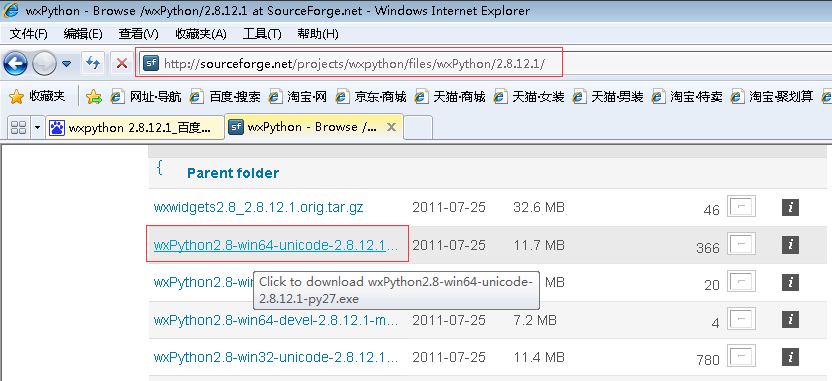 wxPython - Browse /wxPython/2.8.12.1 at SourceForge.net - Windows Internet Explorer
文件(F) 编辑(E) 查看(V) 收藏夹(A) 工具(T) 帮助(H)
sf http://sourceforge.net/projects/wxpython/files/wxPython/2.8.12.1/
收藏夹 网址·导航 百度·搜索 淘宝·网 京东·商城 天猫·商城 天猫·女装 天猫·男装 淘宝·特卖 淘宝·聚划算
wxpython 2.8.12.1_百度... sf wxPython - Browse /... X
Parent folder
wxwidgets2.8_2.8.12.1.orig.tar.gz 2011-07-25 32.6 MB 46 i
wxPython2.8-win64-unicode-2.8.12.1... 2011-07-25 11.7 MB 366 i
Click to download wxPython2.8-win64-unicode-
2.8.12.1-py27.exe
wxPython2.8-win MB 20 i
wxPython2.8-win64-devel-2.8.12.1-m... 2011-07-25 7.2 MB 4 i
wxPython2.8-win32-unicode-2.8.12.1... 2011-07-25 11.4 MB 780 i